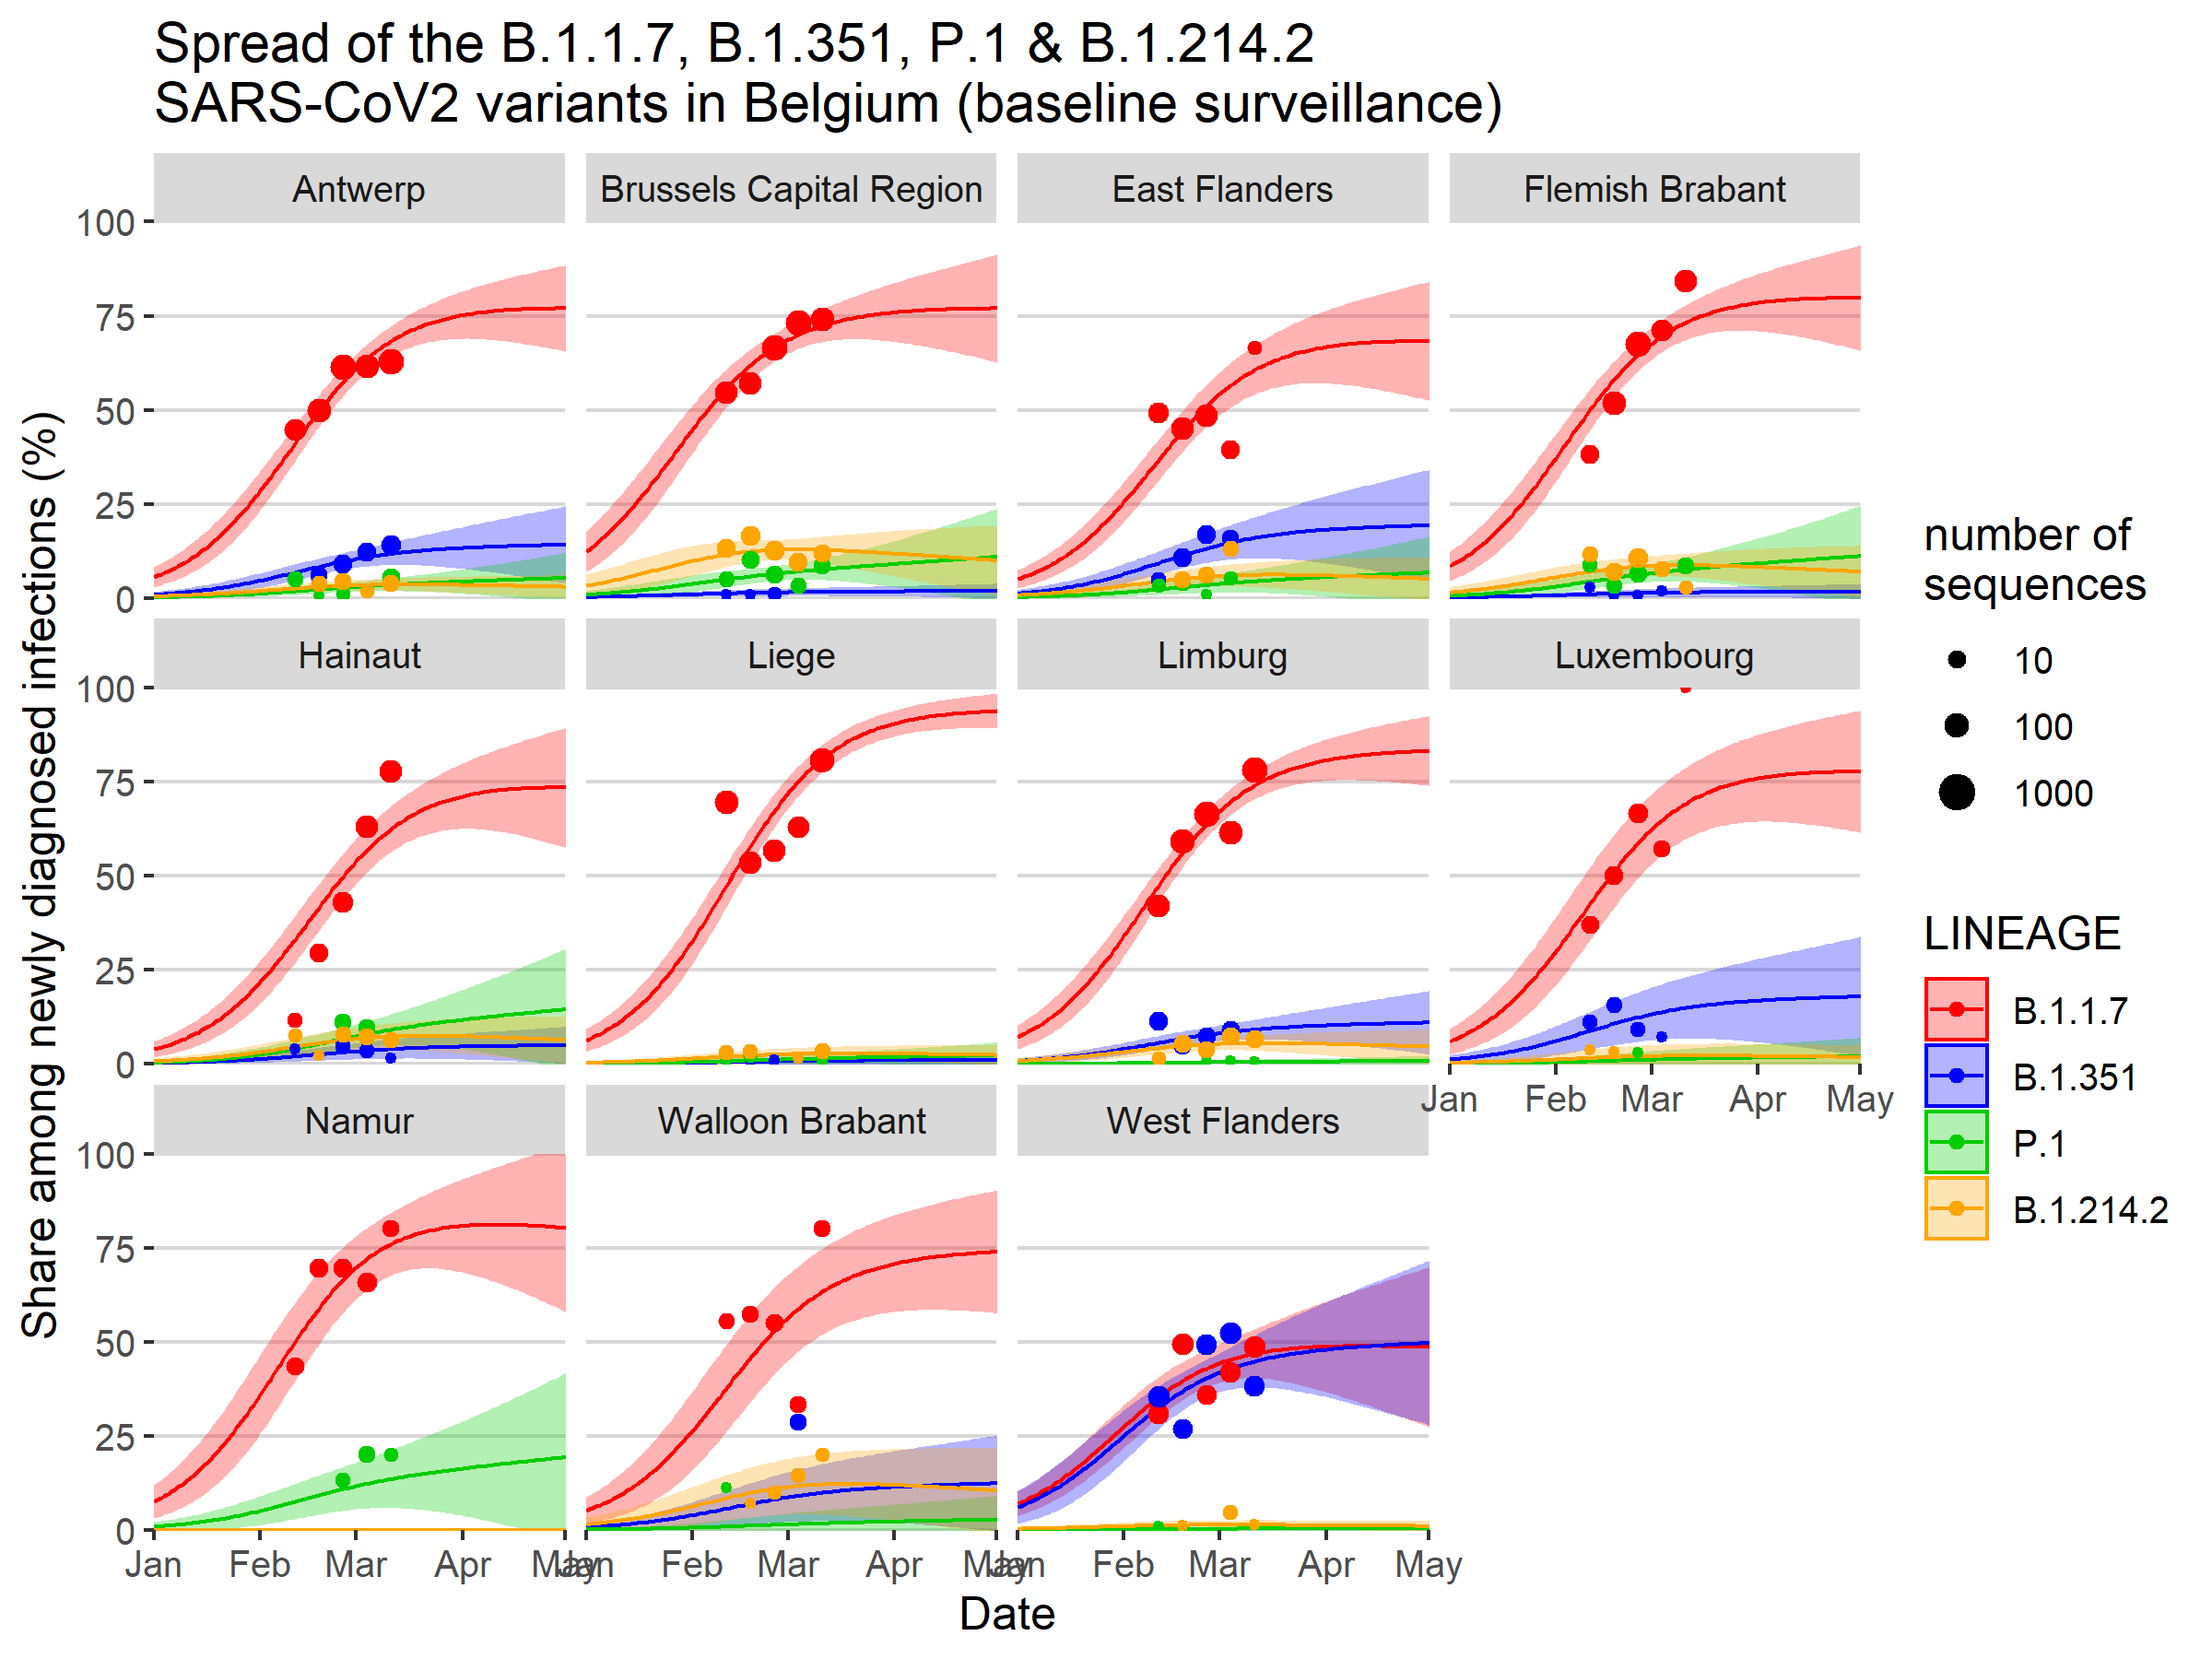 Spread of the B.1.1.7, B.1.351, P.1 & B.1.214.2
SARS-CoV2 variants in Belgium (baseline surveillance)
Share among newly diagnosed infections (%)
Antwerp
Brussels Capital Region
East Flanders
Flemish Brabant
100
75
50
25
0
Hainaut
Liege
Limburg
Luxembourg
100
75
50
25
0
Jan
Feb
Mar
Apr
May
Namur
Walloon Brabant
West Flanders
100
75
50
25
0
Jan
Feb
Mar
Apr
May
Jan
Feb
Mar
Apr
May
Jan
Feb
Mar
Apr
May
Date
number of
sequences
10
100
1000
LINEAGE
B.1.1.7
B.1.351
P.1
B.1.214.2